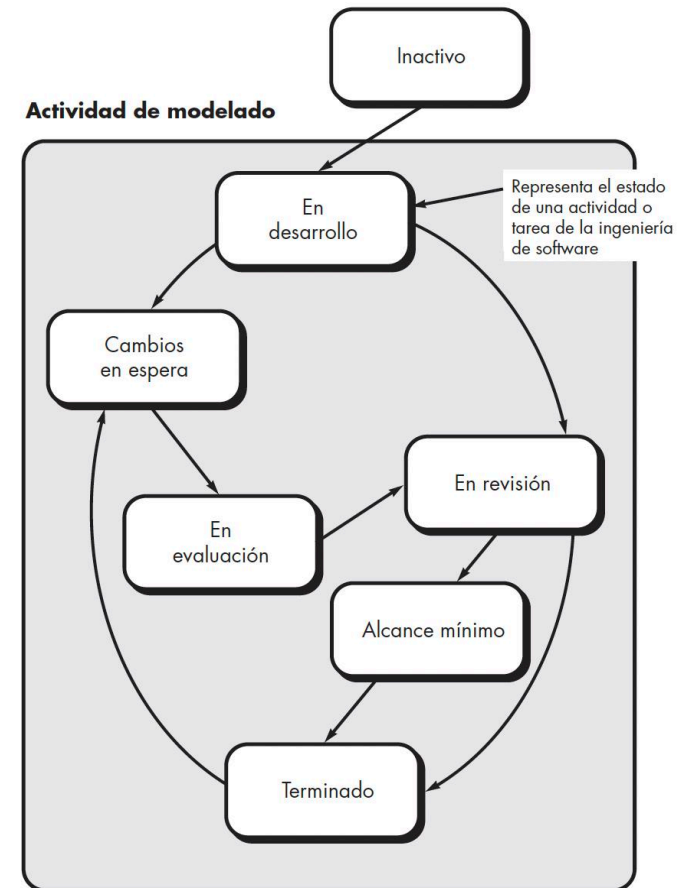 Inactivo
Actividad de modelado
En
desarrollo
Representa el estado
de una actividad o
tarea de la ingeniería
de software
Cambios
en espera
En revisión
En
evaluación
Alcance mínimo
Terminado